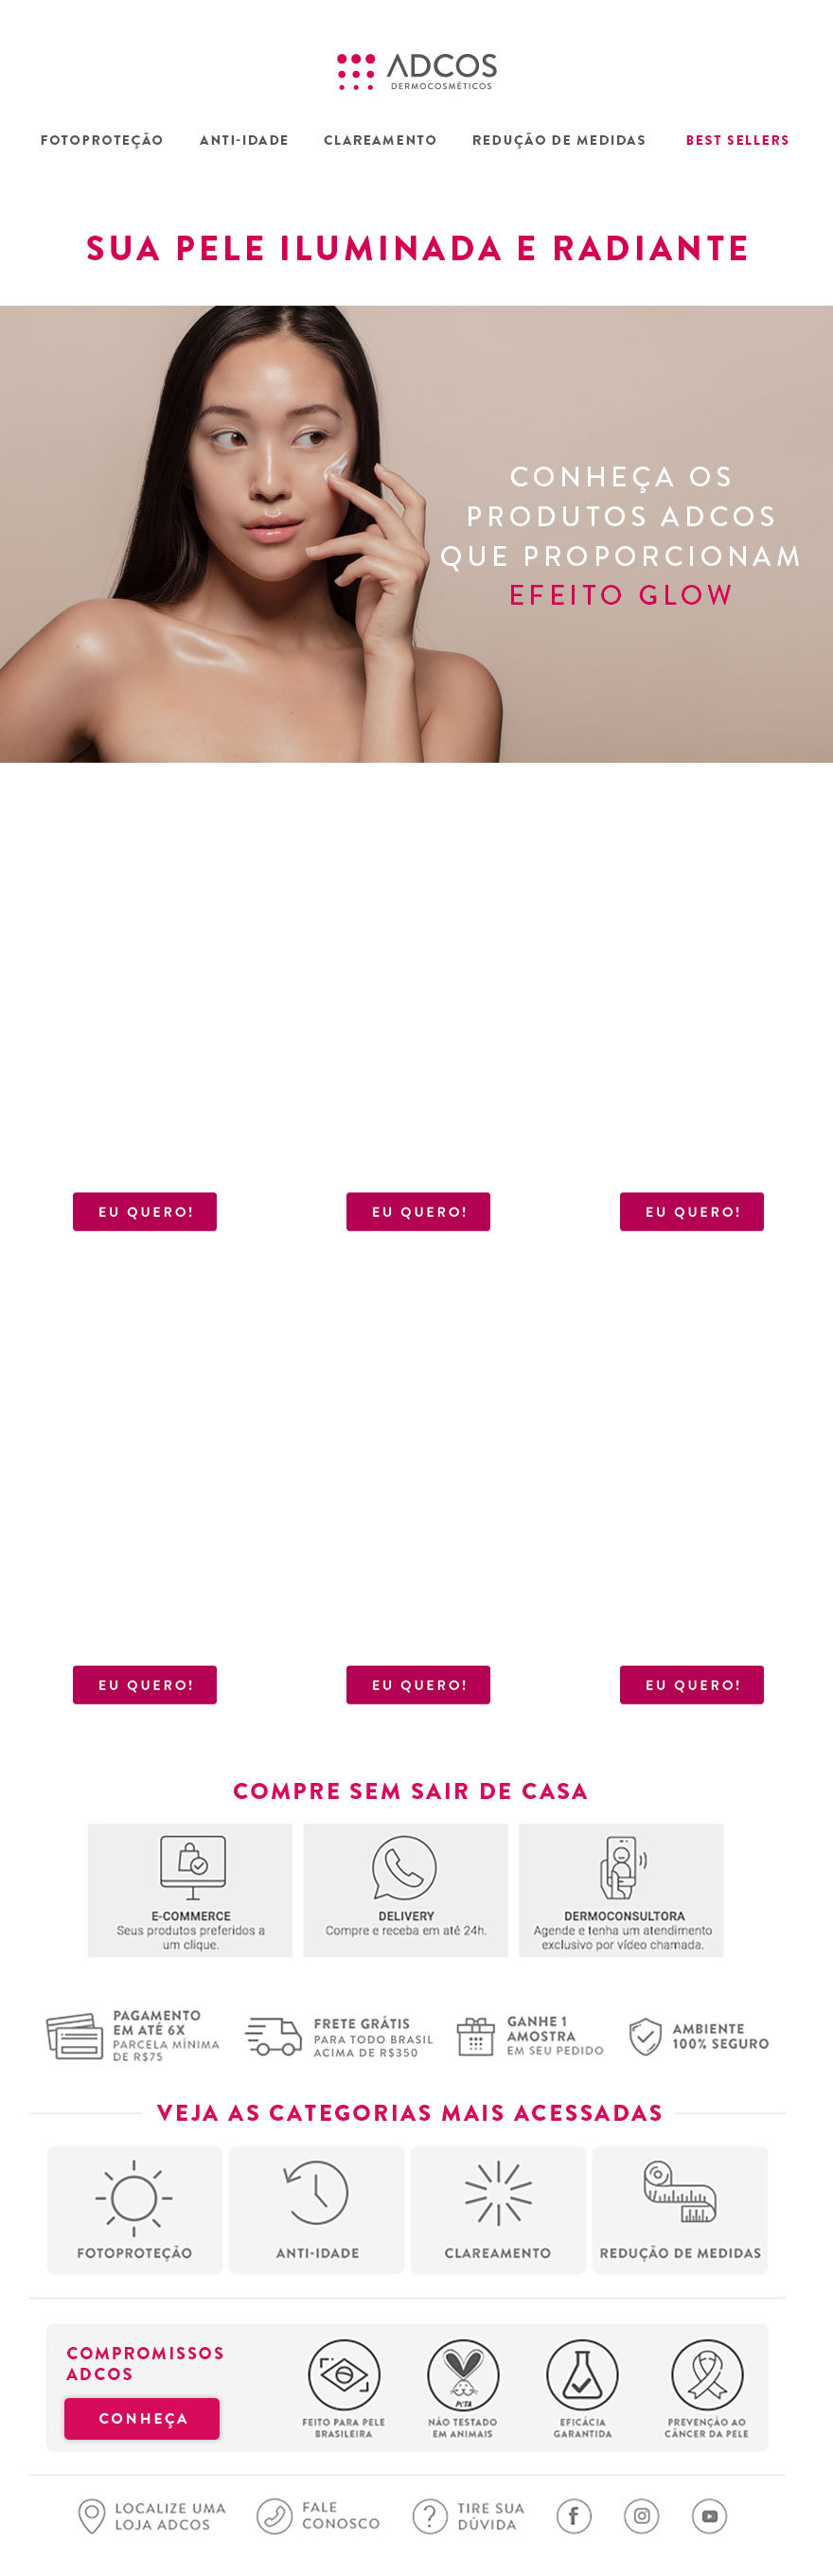 ADCOS
DERMOCOSMÉTICOS
FOTOPROTEÇÃO ANTI-IDADE CLAREAMENTO REDUÇÃO DE MEDIDAS BEST SELLERS
SUA PELE ILUMINADA E RADIANTE
CONHEÇA OS
PRODUTOS ADCOS
QUE PROPORCIONAM
EFEITO GLOW
EU QUERO! EU QUERO! EU QUERO!
EU QUERO! EU QUERO! EU QUERO!
COMPRE SEM SAIR DE CASA
E-COMMERCE
Seus produtos preferidos a
um clique.
DELIVERY
Compre e receba em até 24h.
DERMOCONSULTORA
Agende e tenha um atendimento
exclusivo por vídeo chamada.
PAGAMENTO
EM ATÉ 6X
PARCELA MÍNIMA
DE R$75
FRETE GRÁTIS
PARA TODO BRASIL
ACIMA DE R$350
GANHE 1
AMOSTRA
EM SEU PEDIDO
AMBIENTE
100% SEGURO
VEJA AS CATEGORIAS MAIS ACESSADAS
FOTOPROTEÇÃO ANTI-IDADE CLAREAMENTO REDUÇÃO DE MEDIDAS
COMPROMISSOS
ADCOS
CONHEÇA
FEITO PARA PELE
BRASILEIRA
PETA
NÃO TESTADO
EM ANIMAIS
EFICÁCIA
GARANTIDA
PREVENÇÃO AO
CÂNCER DA PELE
LOCALIZE UMA
LOJA ADCOS
FALE
CONOSCO
TIRE SUA
DÚVIDA